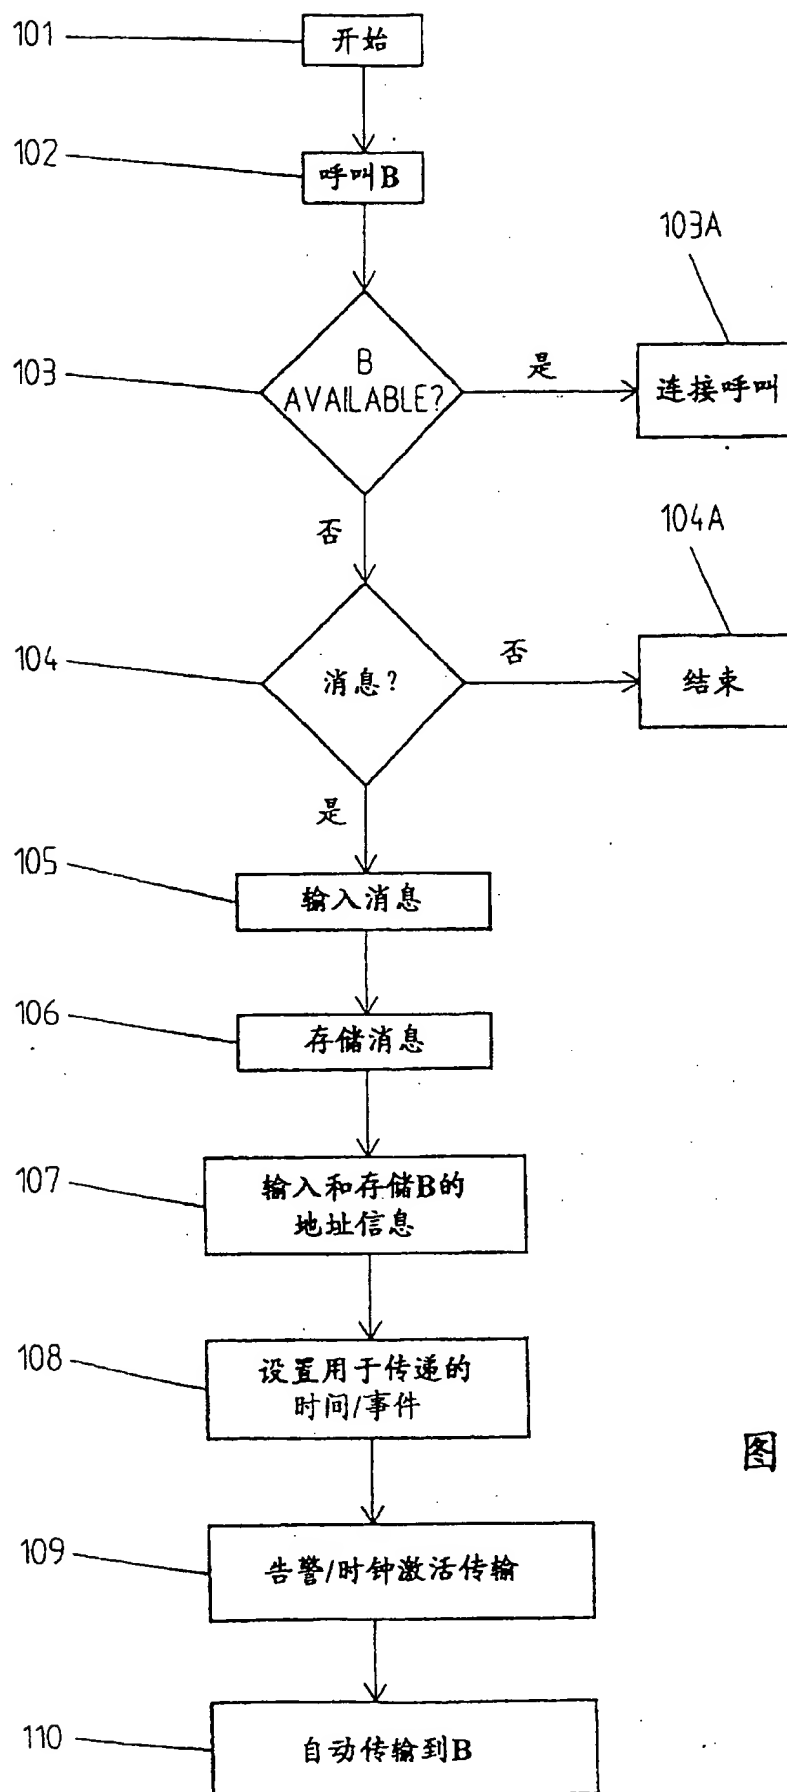 101
开始
102
呼叫B
103A
103
B
AVAILABLE?
是
连接呼叫
否
104A
104
消息?
否
结束
是
105
输入消息
106
存储消息
107
输入和存储B的
地址信息
108
设置用于传递的
时间/事件
图
109
告警/时钟激活传输
110
自动传输到B